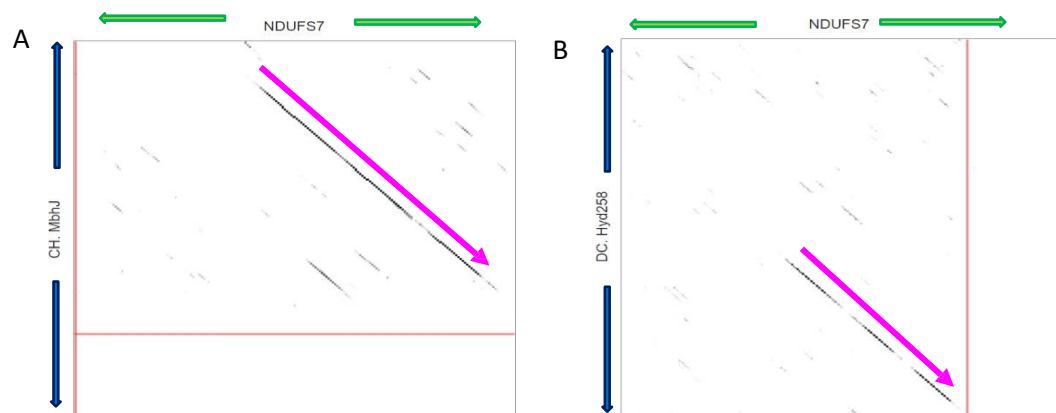 NDUFS7
A
CH. MbhJ
NDUFS7
B
DC. Hyd258